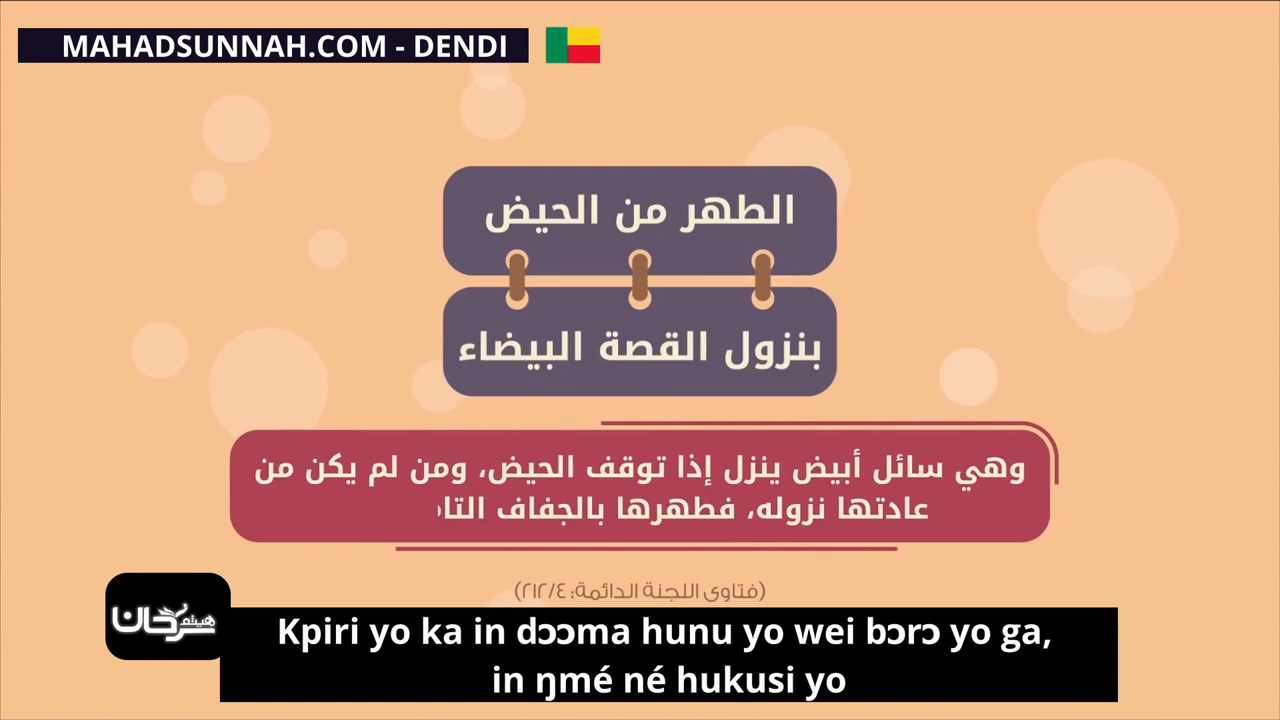 MAHADSUNNAH.COM - DENDI
الطهر من الحيض
بنزول القصة البيضاء
وهي سائل أبيض ينزل إذا توقف الحيض، ومن لم يكن من
عادتها نزوله، فطهرها بالجفاف
(فتاوى اللجنة الدائمة: ٢١٢/٤)
هيثم
سرحان
Kpiri yo ka in dɔɔma hunu yo wei bɔrɔ yo ga,
in ŋmé né hukusi yo